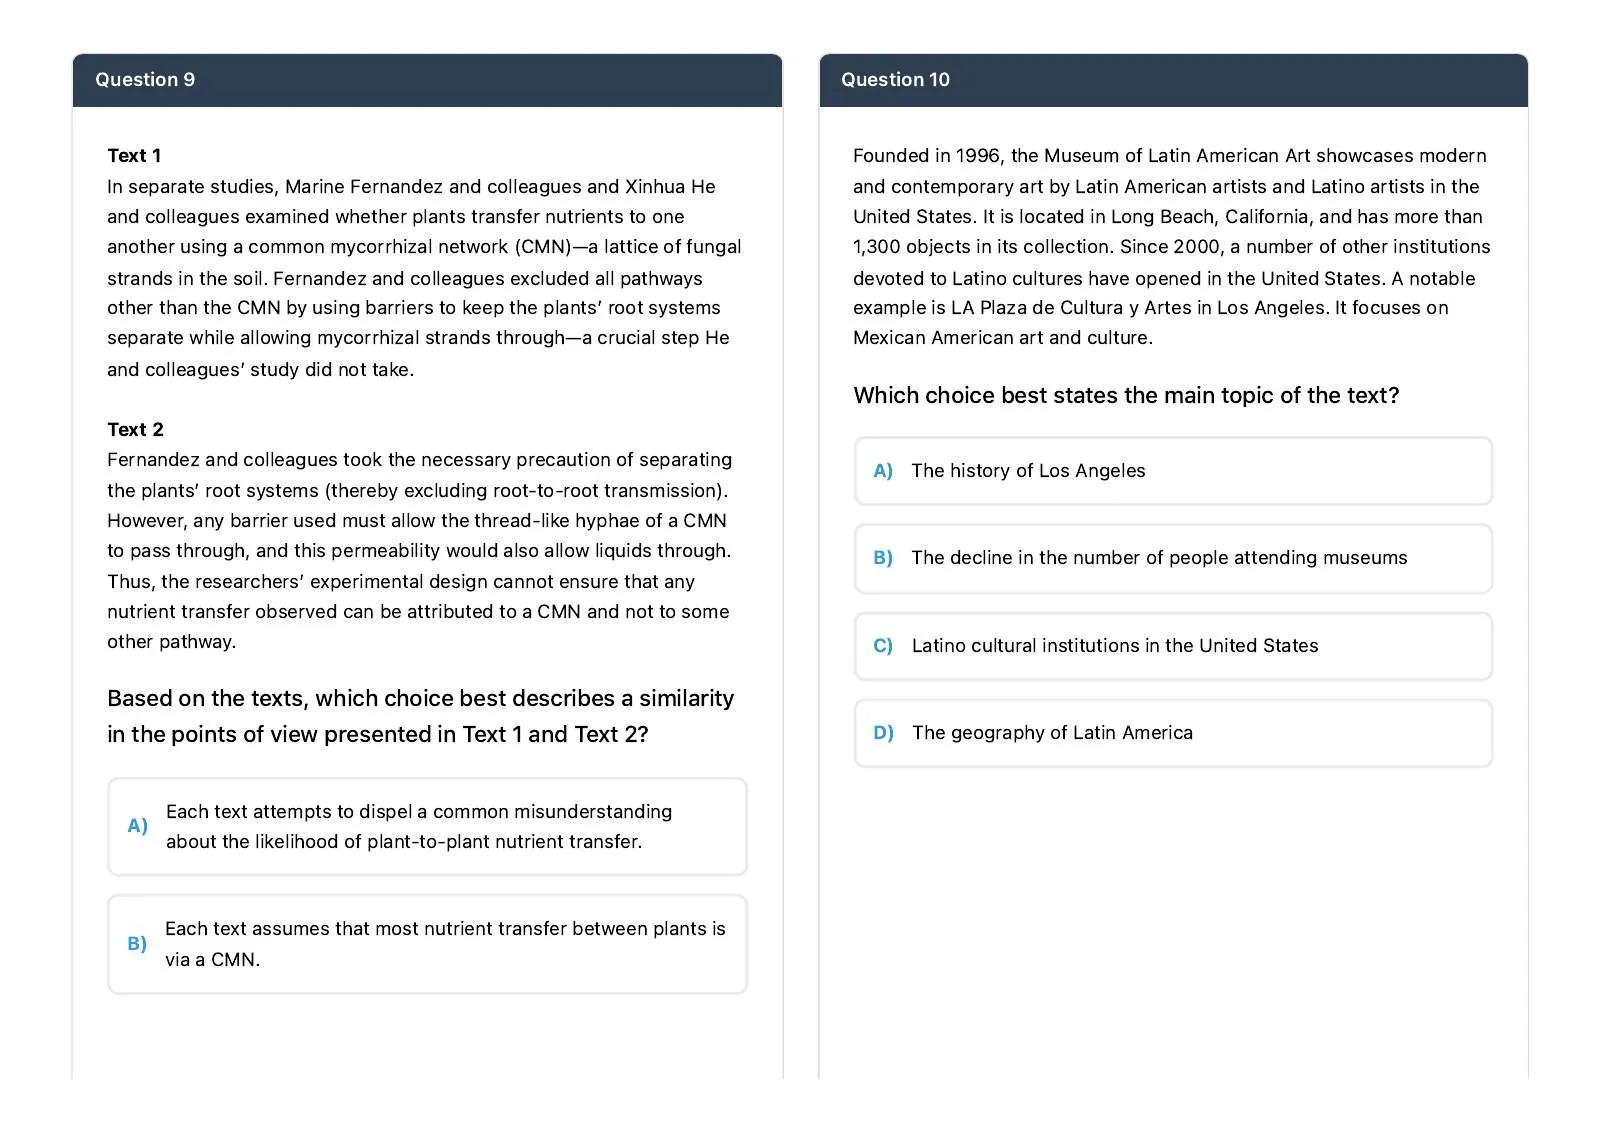 Question 9
Text 1
In separate studies, Marine Fernandez and colleagues and Xinhua He
and colleagues examined whether plants transfer nutrients to one
another using a common mycorrhizal network (CMN)—a lattice of fungal
strands in the soil. Fernandez and colleagues excluded all pathways
other than the CMN by using barriers to keep the plants’ root systems
separate while allowing mycorrhizal strands through—a crucial step He
and colleagues’ study did not take.
Text 2
Fernandez and colleagues took the necessary precaution of separating
the plants’ root systems (thereby excluding root-to-root transmission).
However, any barrier used must allow the thread-like hyphae of a CMN
to pass through, and this permeability would also allow liquids through.
Thus, the researchers’ experimental design cannot ensure that any
nutrient transfer observed can be attributed to a CMN and not to some
other pathway.
Based on the texts, which choice best describes a similarity
in the points of view presented in Text 1 and Text 2?
A) Each text attempts to dispel a common misunderstanding
about the likelihood of plant-to-plant nutrient transfer.
B) Each text assumes that most nutrient transfer between plants is
via a CMN.
Question 10
Founded in 1996, the Museum of Latin American Art showcases modern
and contemporary art by Latin American artists and Latino artists in the
United States. It is located in Long Beach, California, and has more than
1,300 objects in its collection. Since 2000, a number of other institutions
devoted to Latino cultures have opened in the United States. A notable
example is LA Plaza de Cultura y Artes in Los Angeles. It focuses on
Mexican American art and culture.
Which choice best states the main topic of the text?
A) The history of Los Angeles
B) The decline in the number of people attending museums
C) Latino cultural institutions in the United States
D) The geography of Latin America